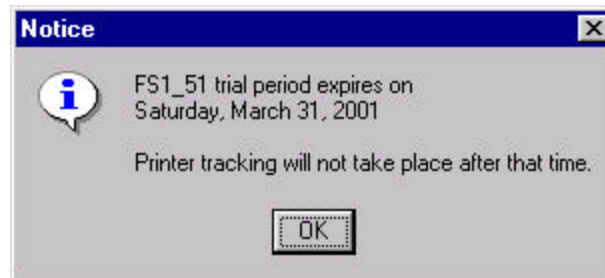 Notice
FS1_51 trial period expires on
Saturday, March 31, 2001
Printer tracking will not take place after that time.
OK